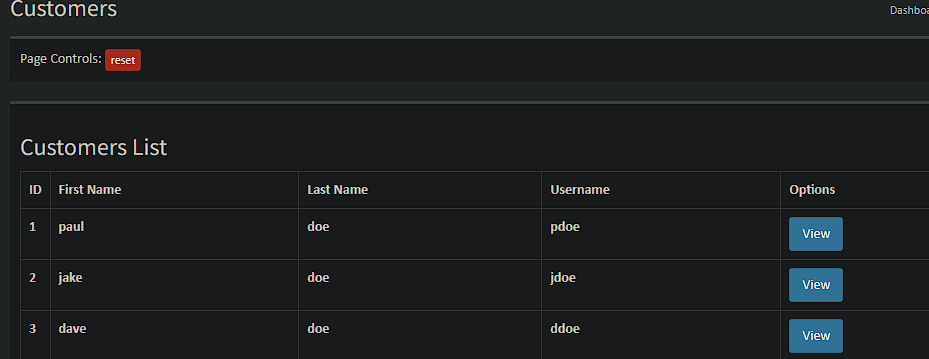 Customers
Page Controls: reset
Customers List
ID First Name Last Name Username Options
1 paul doe pdoe View
2 jake doe jdoe View
3 dave doe ddoe View